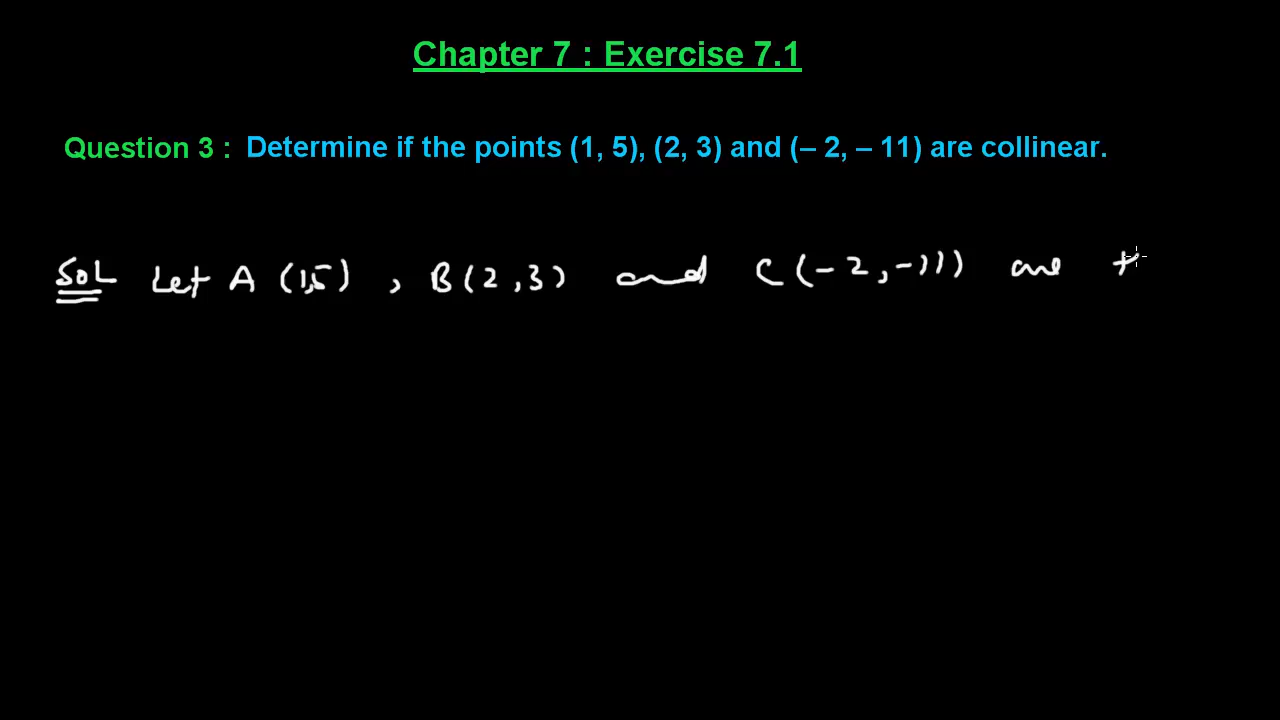 Chapter 7 : Exercise 7.1
Question 3 : Determine if the points (1, 5), (2, 3) and (– 2, – 11) are collinear.
Sol Let A (1,5) , B(2,3) and C(-2,-11) are